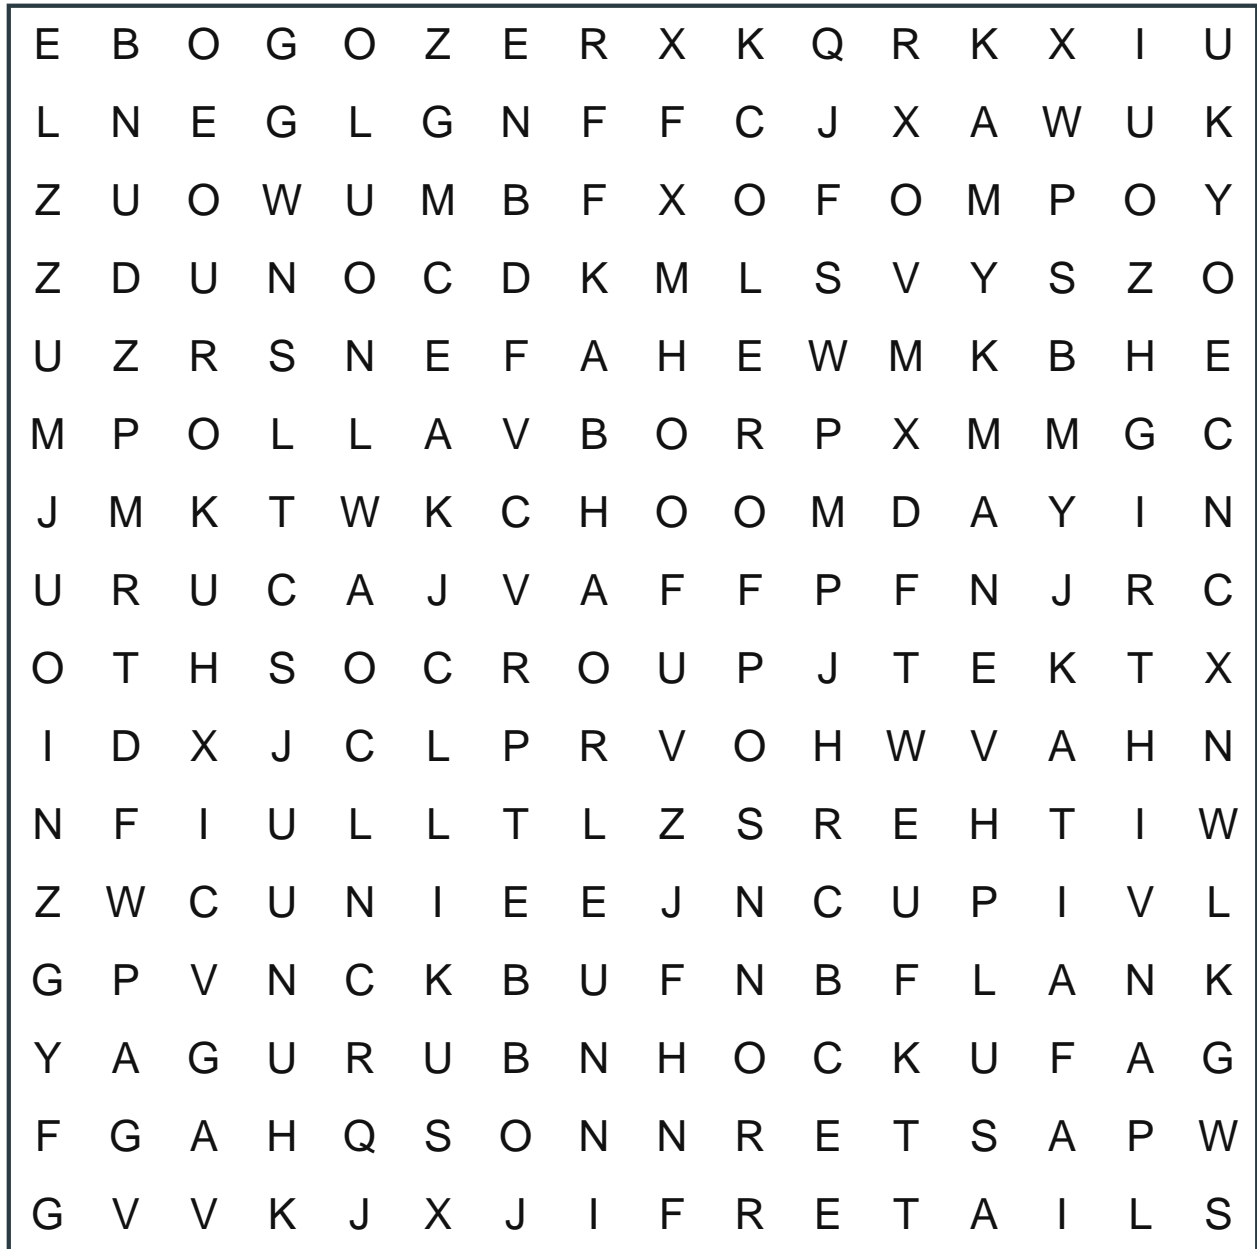 E B O G O Z E R X K Q R K X I U
L N E G L G N F F C J X A W U K
Z U O W U M B F X O F O M P O Y
Z D U N O C D K M L S V Y S Z O
U Z R S N E F A H E W M K B H E
M P O L L A V B O R P X M M G C
J M K T W K C H O O M D A Y I N
U R U C A J V A F F P F N J R C
O T H S O C R O U P J T E K T X
I D X J C L P R V O H W V A H N
N F I U L L T L Z S R E H T I W
Z W C U N I E E J N C U P I V L
G P V N C K B U F N B F L A N K
Y A G U R U B N H O C K U F A G
F G A H Q S O N N R E T S A P W
G V V K J X J I F R E T A I L S